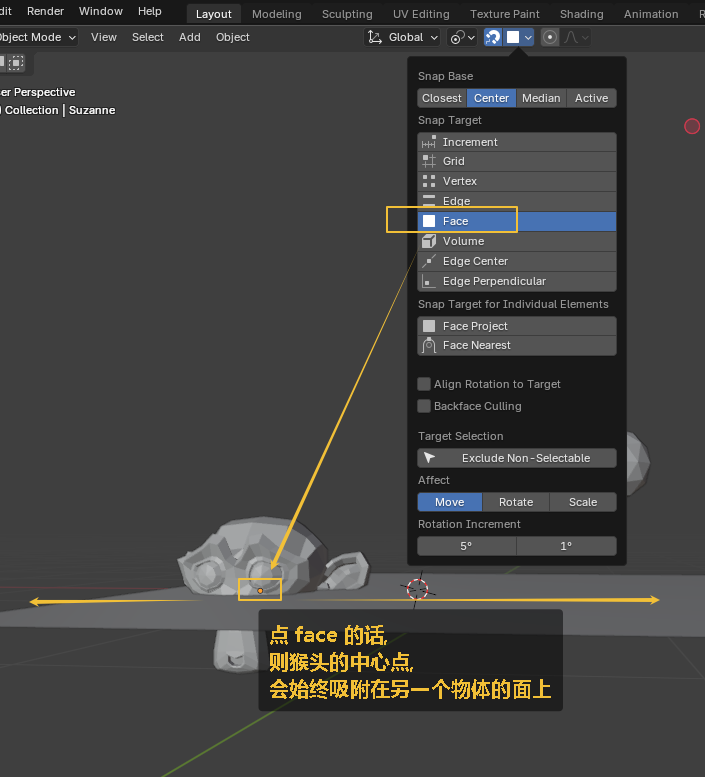 dit Render Window Help Layout Modeling Sculpting UV Editing Texture Paint Shading Animation R
Object Mode View Select Add Object Global
er Perspective
) Collection | Suzanne
Snap Base
Closest Center Median Active
Snap Target
Increment
Grid
Vertex
Edge
Face
Volume
Edge Center
Edge Perpendicular
Snap Target for Individual Elements
Face Project
Face Nearest
Align Rotation to Target
Backface Culling
Target Selection
Exclude Non-Selectable
Affect
Move Rotate Scale
Rotation Increment
5° 1°
点 face 的话,
则猴头的中心点,
会始终吸附在另一个物体的面上